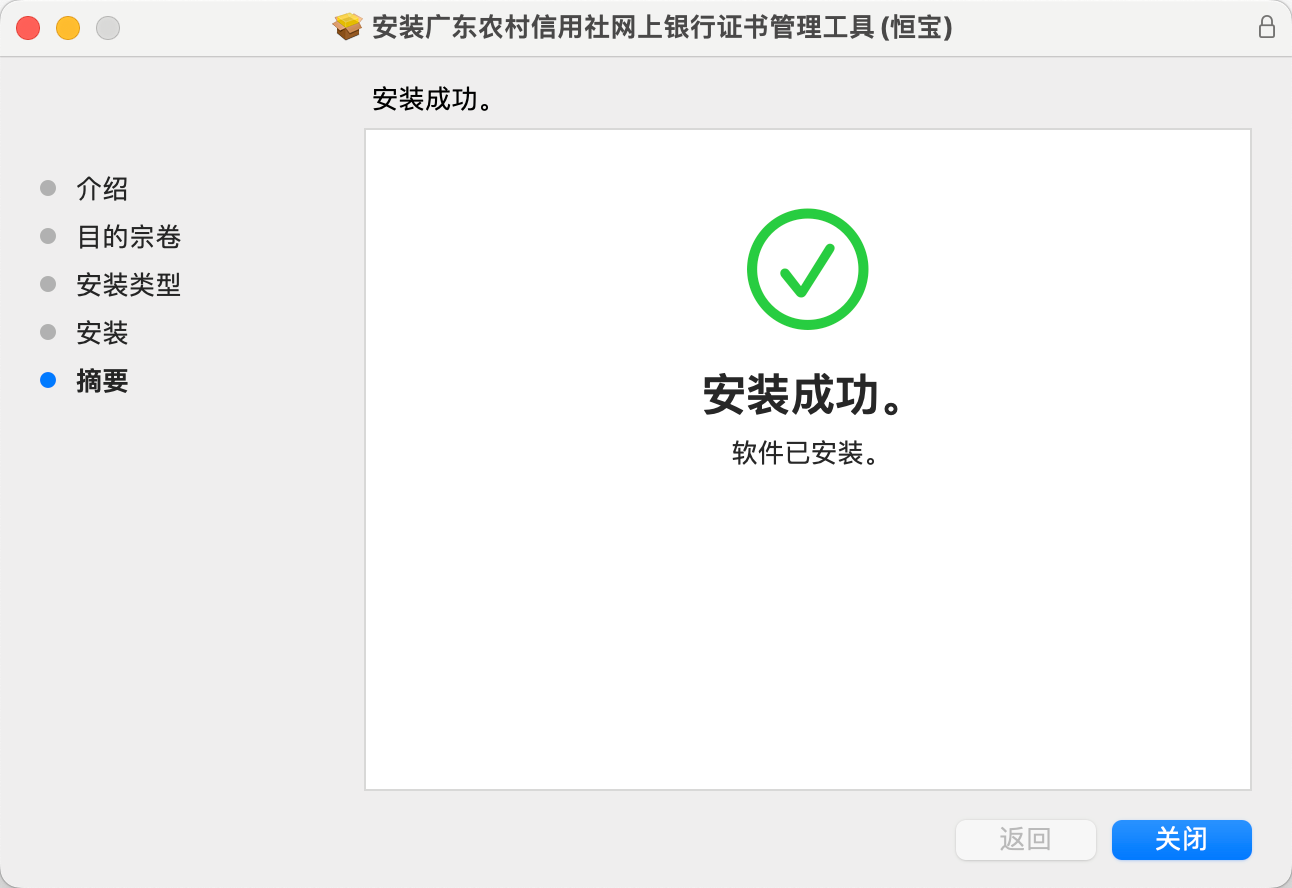 安装广东农村信用社网上银行证书管理工具(恒宝)
安装成功。
介绍
目的宗卷
安装类型
安装
摘要
安装成功。
软件已安装。
返回
关闭